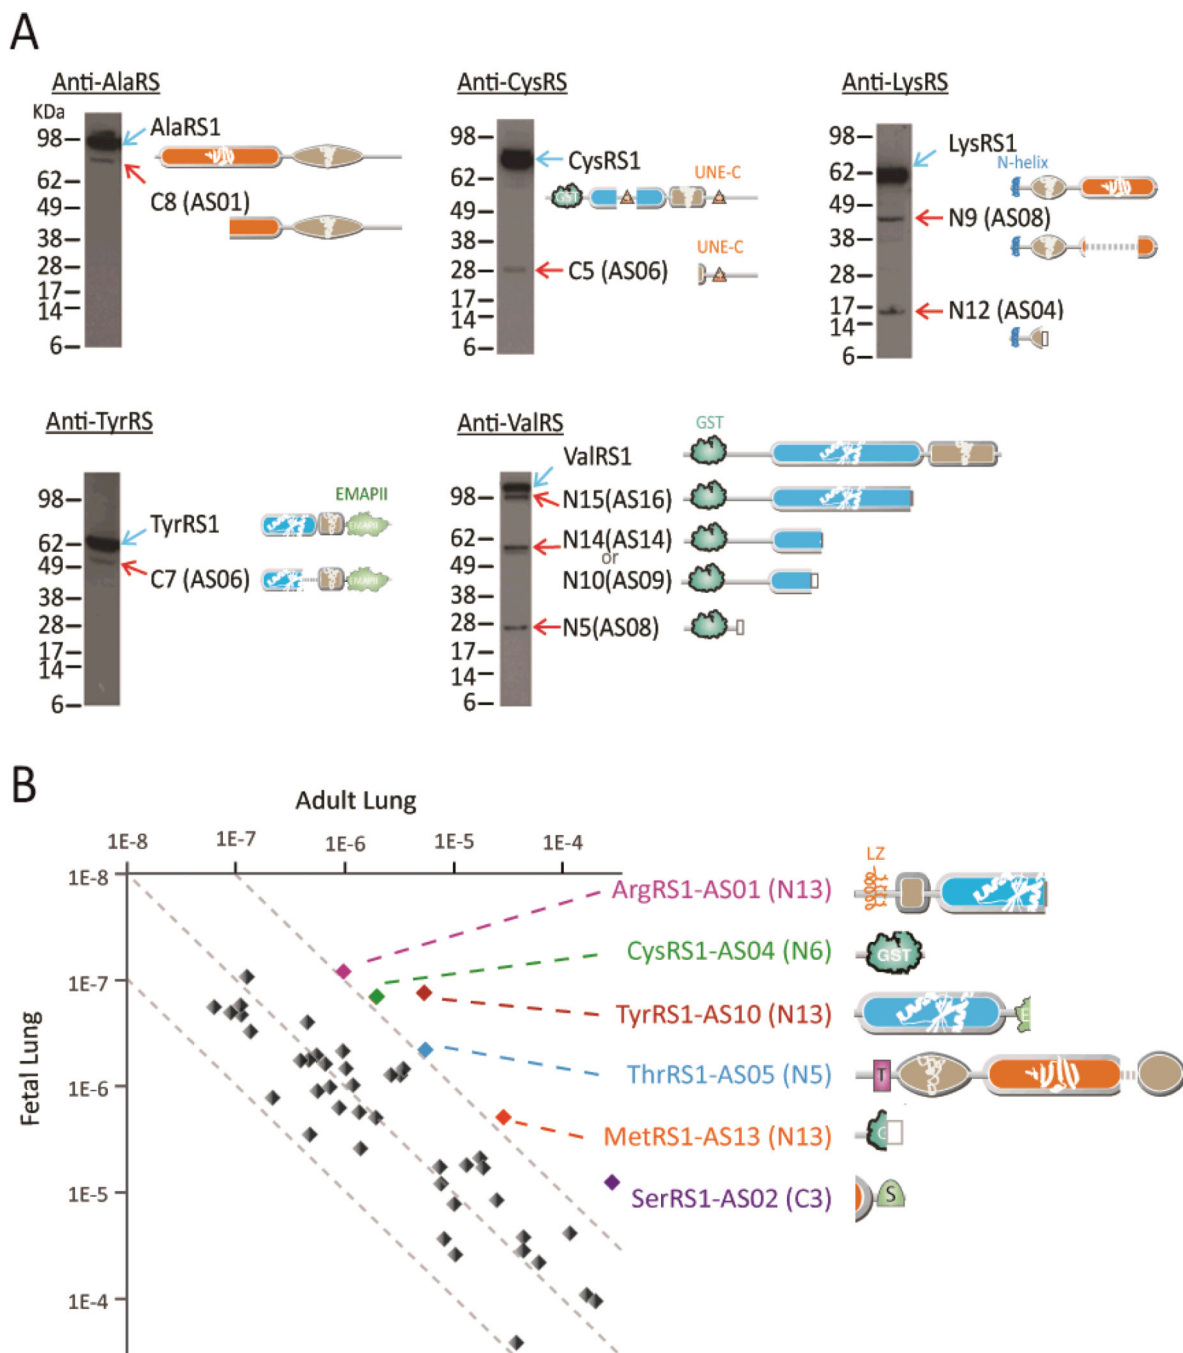 A
Anti-AlaRS
KDa
98
62
49
38
28
17
14
6
AlaRS1
C8 (AS01)
Anti-CysRS
98
62
49
38
28
17
14
6
CysRS1
UNE-C
GST
UNE-C
C5 (AS06)
Anti-LysRS
98
62
49
38
28
17
14
6
LysRS1
N-helix
N9 (AS08)
N12 (AS04)
Anti-TyrRS
98
62
49
38
28
17
14
6
EMAPII
TyrRS1
EMAPII
C7 (AS06)
EMAPII
Anti-ValRS
98
62
49
38
28
17
14
6
GST
ValRS1
N15(AS16)
N14(AS14)
or
N10(AS09)
N5(AS08)
B
Adult Lung
1E-8
1E-7
1E-6
1E-5
1E-4
Fetal Lung
1E-8
1E-7
1E-6
1E-5
1E-4
LZ
ArgRS1-AS01 (N13)
CysRS1-AS04 (N6)
GST
TyrRS1-AS10 (N13)
E
ThrRS1-AS05 (N5)
T
MetRS1-AS13 (N13)
G
SerRS1-AS02 (C3)
S